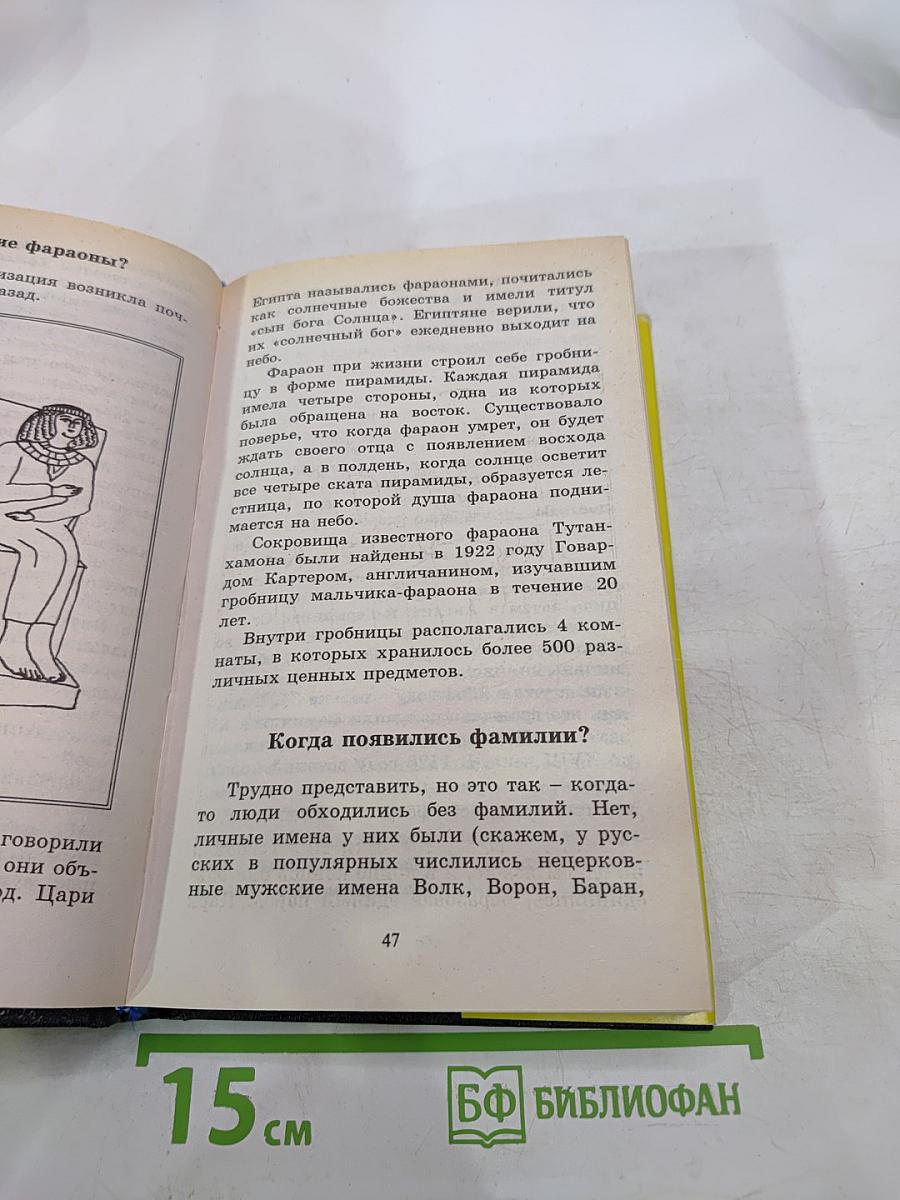 ие фараоны?
изация возникла поч-
азад.
говорили
они объ-
од. Цари
Египта назывались фараонами, почитались
как солнечные божества и имели титул
«сын бога Солнца». Египтяне верили, что
их «солнечный бог» ежедневно выходит на
небо.
Фараон при жизни строил себе гробни-
цу в форме пирамиды. Каждая пирамида
имела четыре стороны, одна из которых
была обращена на восток. Существовало
поверье, что когда фараон умрет, он будет
ждать своего отца с появлением восхода
солнца, а в полдень, когда солнце осветит
все четыре ската пирамиды, образуется ле-
стница, по которой душа фараона подни-
мается на небо.
Сокровища известного фараона Тутан-
хамона были найдены в 1922 году Говар-
дом Картером, англичанином, изучавшим
гробницу мальчика-фараона в течение 20
лет.
Внутри гробницы располагались 4 ком-
наты, в которых хранилось более 500 раз-
личных ценных предметов.
Когда появились фамилии?
Трудно представить, но это так – когда-
то люди обходились без фамилий. Нет,
личные имена у них были (скажем, у рус-
ских в популярных числились нецерков-
ные мужские имена Волк, Ворон, Баран,
47
15 см
БФ БИБЛИОФАН